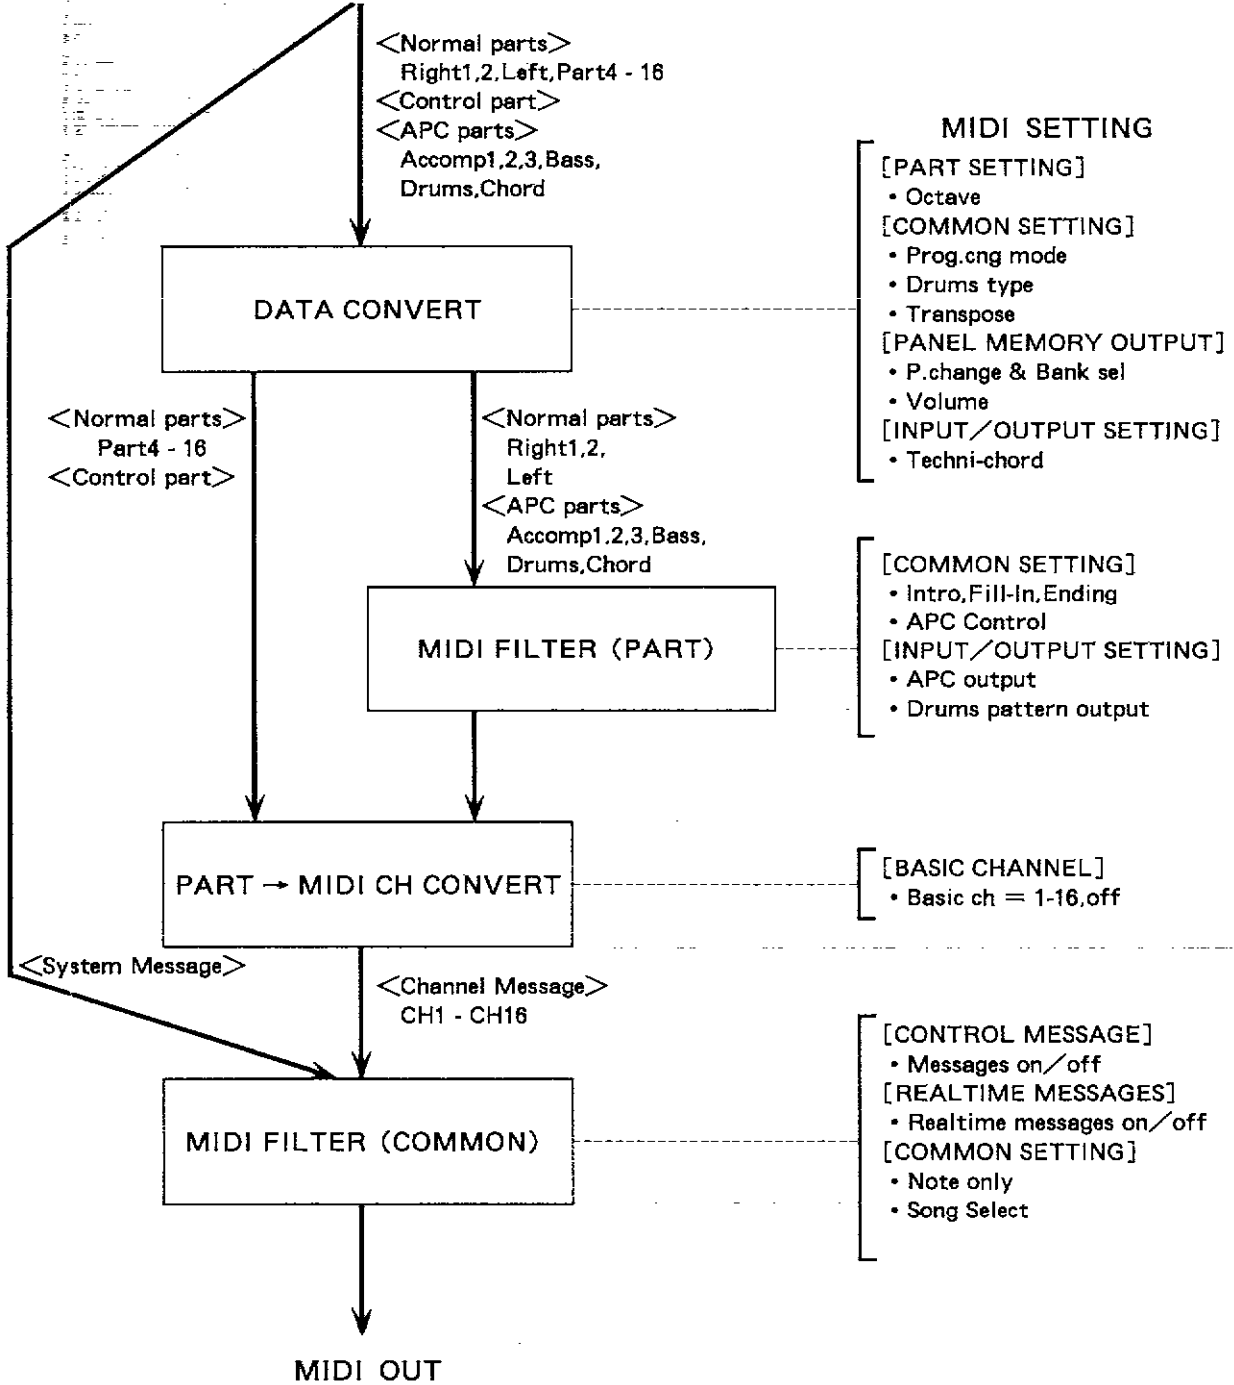 <Normal parts>
Right1,2,Left,Part4 - 16
<Control part>
<APC parts>
Accomp1,2,3,Bass,
Drums,Chord
MIDI SETTING
[PART SETTING]
• Octave
[COMMON SETTING]
• Prog.cng mode
• Drums type
• Transpose
[PANEL MEMORY OUTPUT]
• P.change & Bank sel
• Volume
[INPUT/OUTPUT SETTING]
• Techni-chord
DATA CONVERT
<Normal parts>
Part4 - 16
<Control part>
<Normal parts>
Right1,2,
Left
<APC parts>
Accomp1,2,3,Bass,
Drums,Chord
MIDI FILTER (PART)
[COMMON SETTING]
• Intro,Fill-In,Ending
• APC Control
[INPUT/OUTPUT SETTING]
• APC output
• Drums pattern output
PART → MIDI CH CONVERT
[BASIC CHANNEL]
• Basic ch = 1-16,off
<System Message>
<Channel Message>
CH1 - CH16
MIDI FILTER (COMMON)
[CONTROL MESSAGE]
• Messages on/off
[REALTIME MESSAGES]
• Realtime messages on/off
[COMMON SETTING]
• Note only
• Song Select
MIDI OUT